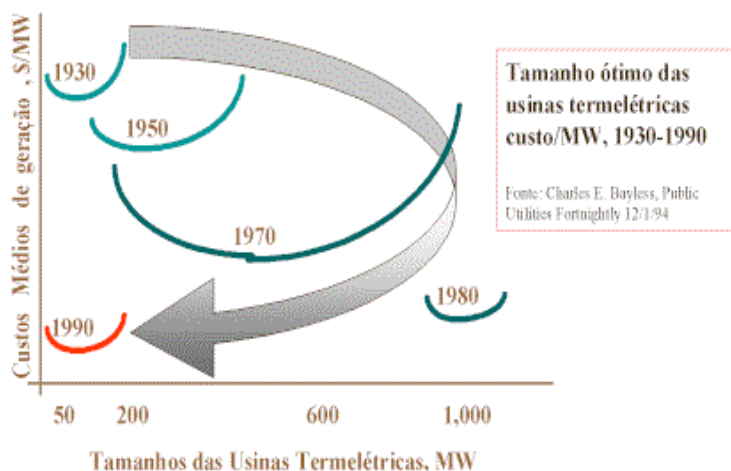 Custos Médios de geração , $/MW
1930
1950
1970
1980
1990
50 200 600 1,000
Tamanhos das Usinas Termelétricas, MW
Tamanho ótimo das
usinas termelétricas
custo/MW, 1930-1990
Fonte: Charles E. Bayless, Public
Utilities Fortnightly 12/1/94